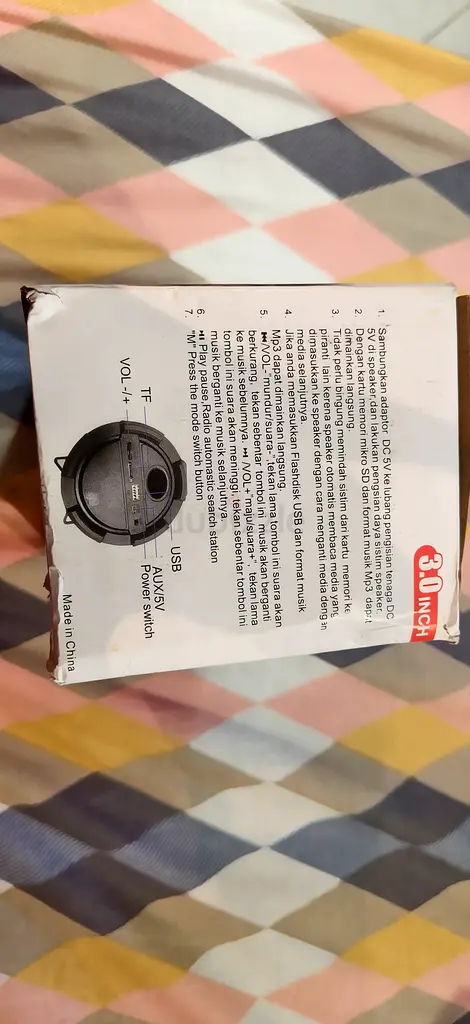 3.0 INCH
1. Sambungkan adaptor DC 5V ke lubang pengisian tenaga DC
5V di speaker,dan lakukan pengsian daya sistim speaker.
2. Dengan kartu memori mikro SD dan format musik Mp3 dapat
dimainkan langsung.
3. Tidak perlu bingung memindah sistim dari kartu memori ke
piranti lain kerena speaker otomatis membaca media yang
dimasukkan ke speaker dengan cara menganti media dengan
media selanjutnya.
4. Jika anda memasukkan Flashdisk USB dan format musik
Mp3 dapat dimainkan langsung.
5. ⏮/VOL-"mundur/suara-",tekan lama tombol ini suara akan
berkurang, tekan sebentar tombol ini musik akan berganti
ke musik sebelumnya. ⏭/VOL+"maju/suara+", tekan lama
tombol ini suara akan meninggi,tekan sebentar tombol ini
musik berganti ke musik selanjutnya.
6. ⏯ Play pause,Radio automastic search station
7. "M" Press the mode switch button
TF
VOL -/+
USB
AUX/5V
Power switch
Made in China